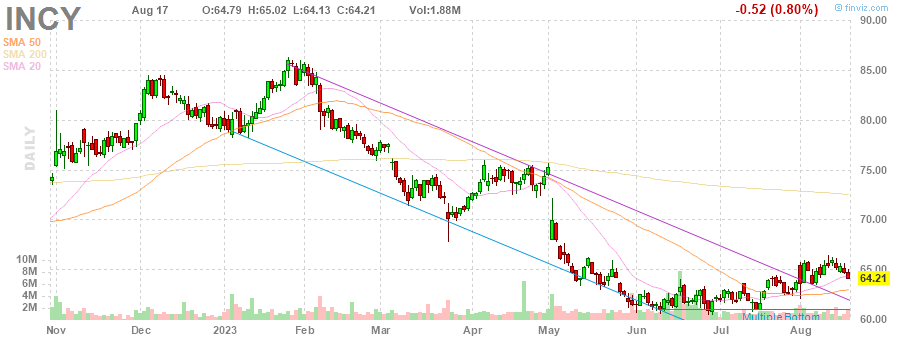 INCY Aug 17 O:64.79 H:65.02 L:64.13 C:64.21 Vol:1.88M -0.52 (0.80%) © finviz.com
SMA 50
SMA 200
SMA 20
DAILY
90.00
85.00
80.00
75.00
70.00
65.00
64.21
60.00
10M
8M
6M
4M
2M
Multiple Bottom
Nov Dec 2023 Feb Mar Apr May Jun Jul Aug